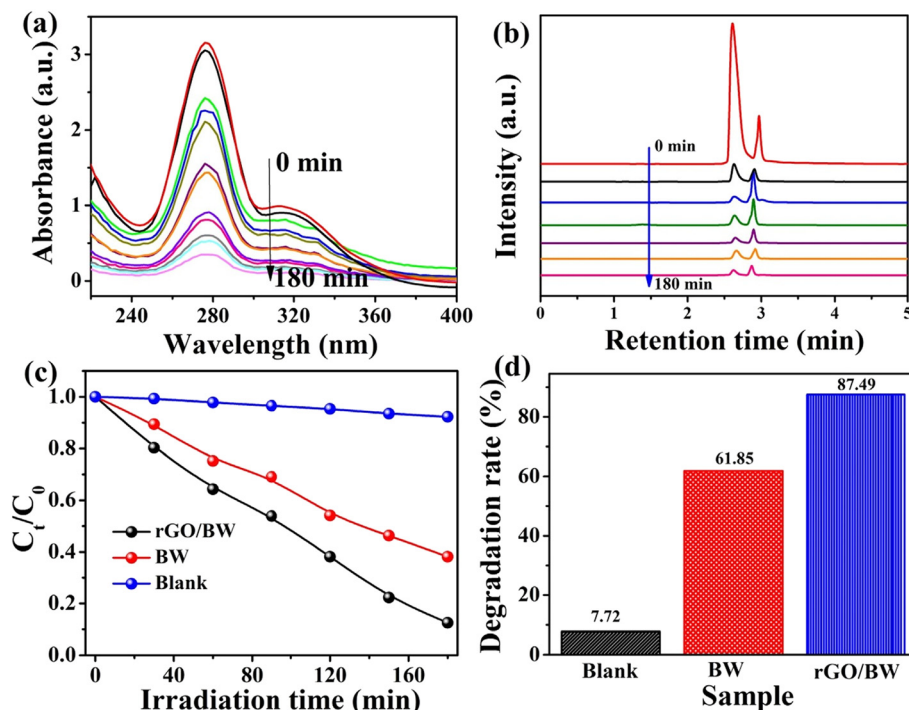 (a)
Absorbance (a.u.)
3
2
1
0
0 min
180 min
240 280 320 360 400
Wavelength (nm)
(b)
Intensity (a.u.)
0 min
180 min
0 1 2 3 4 5
Retention time (min)
(c)
Cₜ/C₀
1.0
0.8
0.6
0.4
0.2
0.0
rGO/BW
BW
Blank
0 40 80 120 160
Irradiation time (min)
(d)
Degradation rate (%)
80
60
40
20
0
7.72
61.85
87.49
Blank BW rGO/BW
Sample